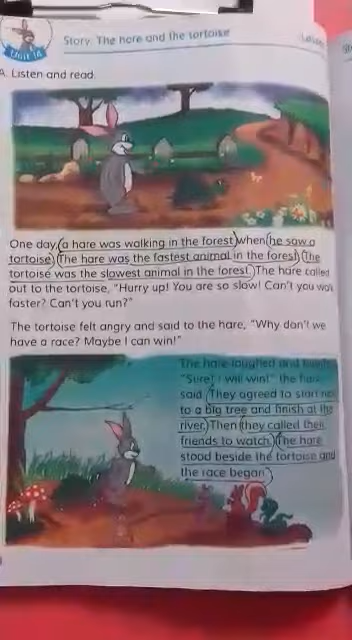 Unit 14
Story: The hare and the tortoise
Lesson
A. Listen and read.
One day, a hare was walking in the forest when he saw a
tortoise. The hare was the fastest animal in the forest. The
tortoise was the slowest animal in the forest. The hare called
out to the tortoise, "Hurry up! You are so slow! Can't you wa
faster? Can't you run?"
The tortoise felt angry and said to the hare, "Why don't we
have a race? Maybe I can win!"
The hare laughed and
"Sure! I will win!" the hare
said. They agreed to start
to a big tree and finish at the
river. Then they called their
friends to watch. The hare
stood beside the tortoise and
the race began.